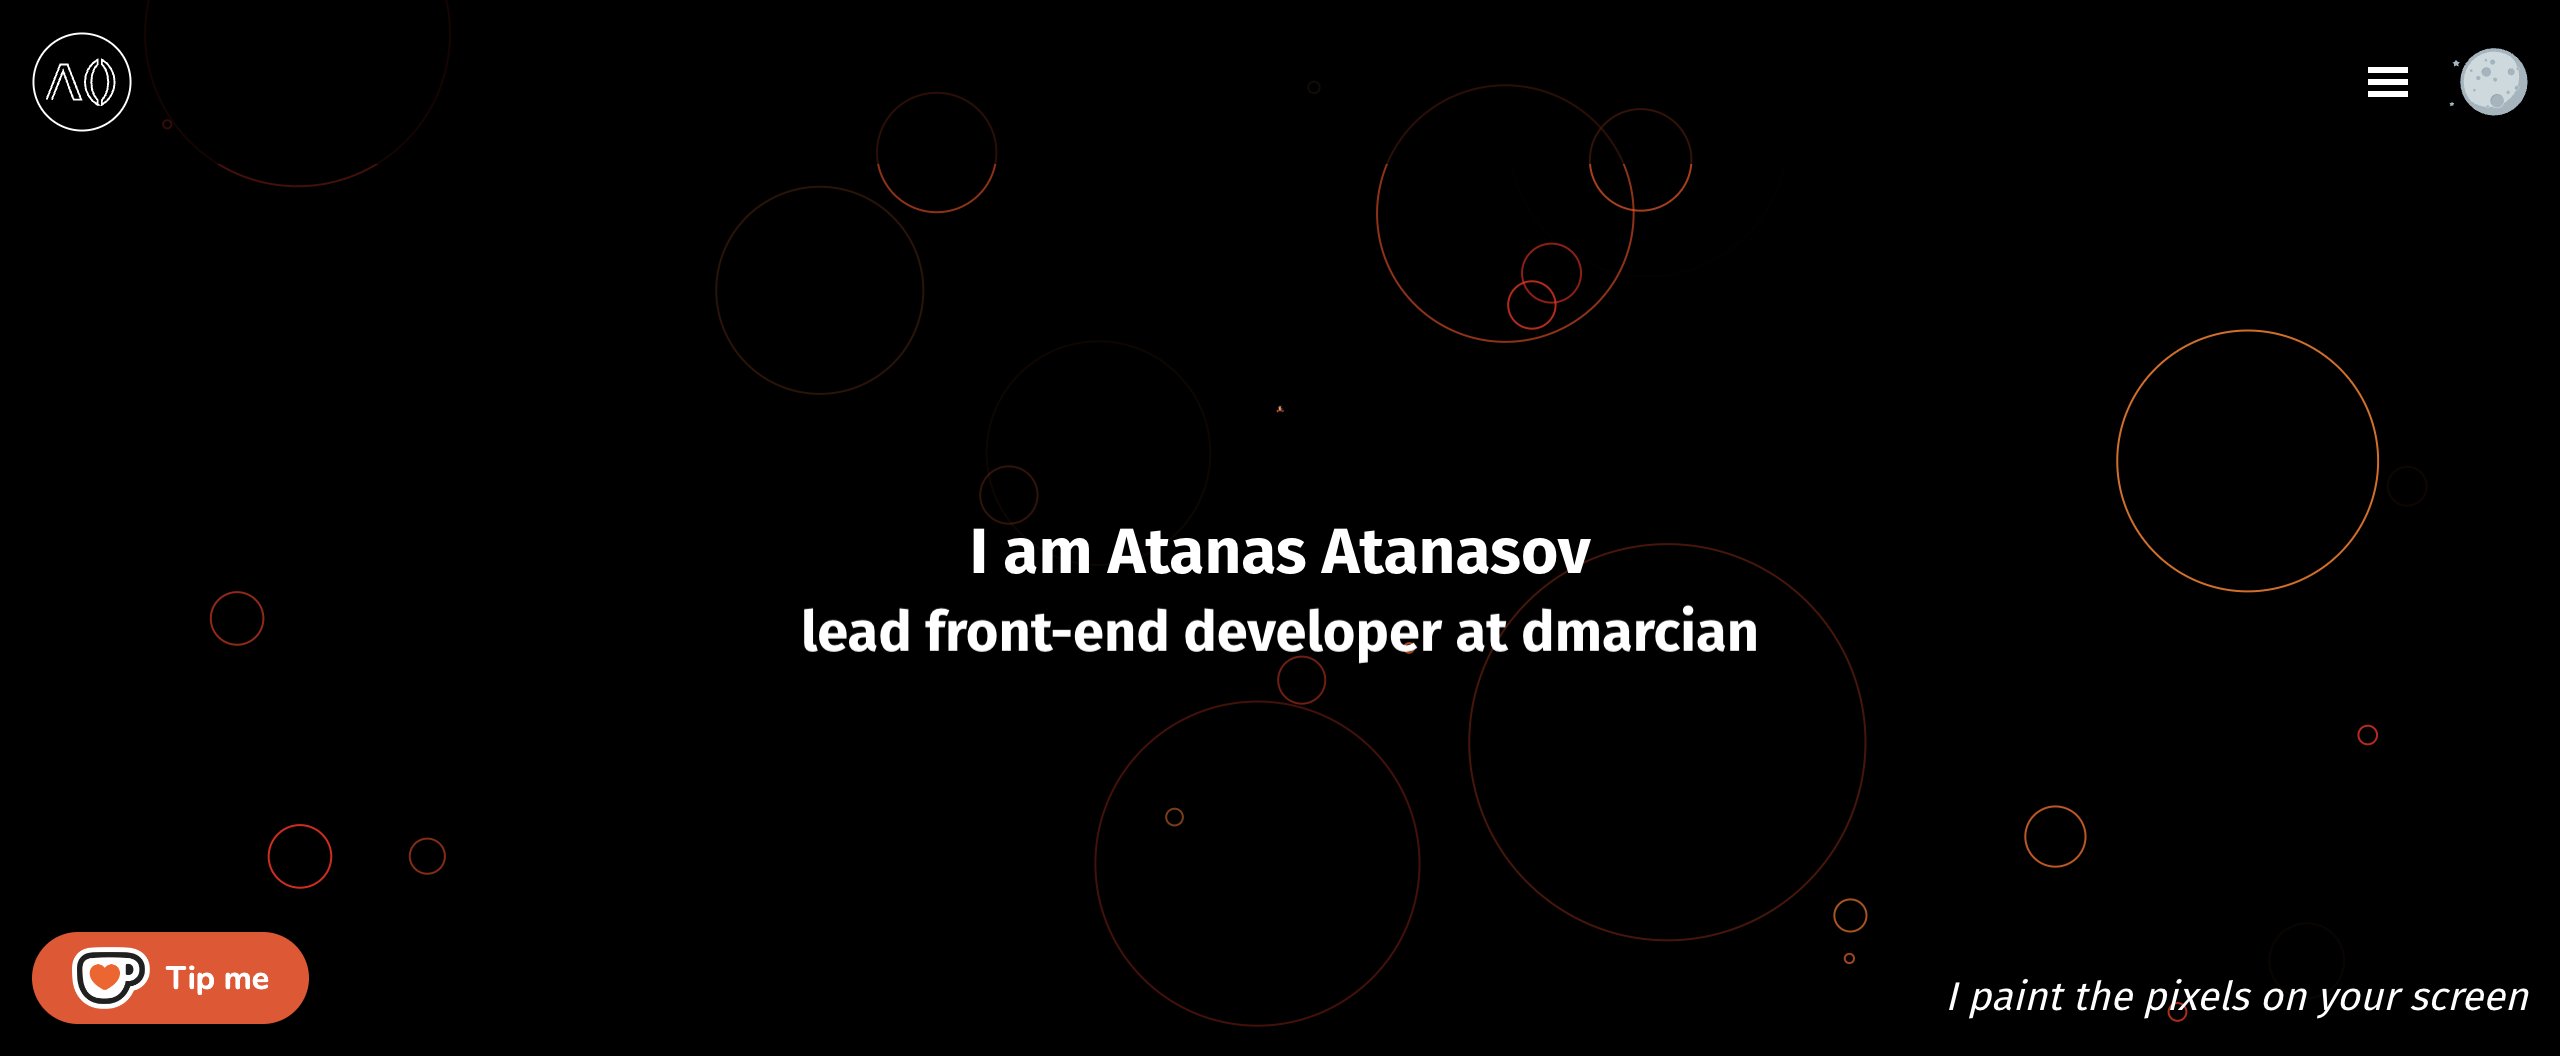 I am Atanas Atanasov
lead front-end developer at dmarcian
Tip me
I paint the pixels on your screen